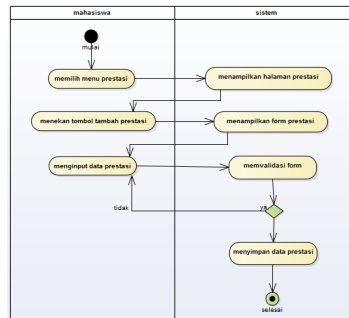 mahasiswa
sistem
mulai
memilih menu prestasi
menampilkan halaman prestasi
menekan tombol tambah prestasi
menampilkan form prestasi
menginput data prestasi
memvalidasi form
tidak
ya
menyimpan data prestasi
selesai